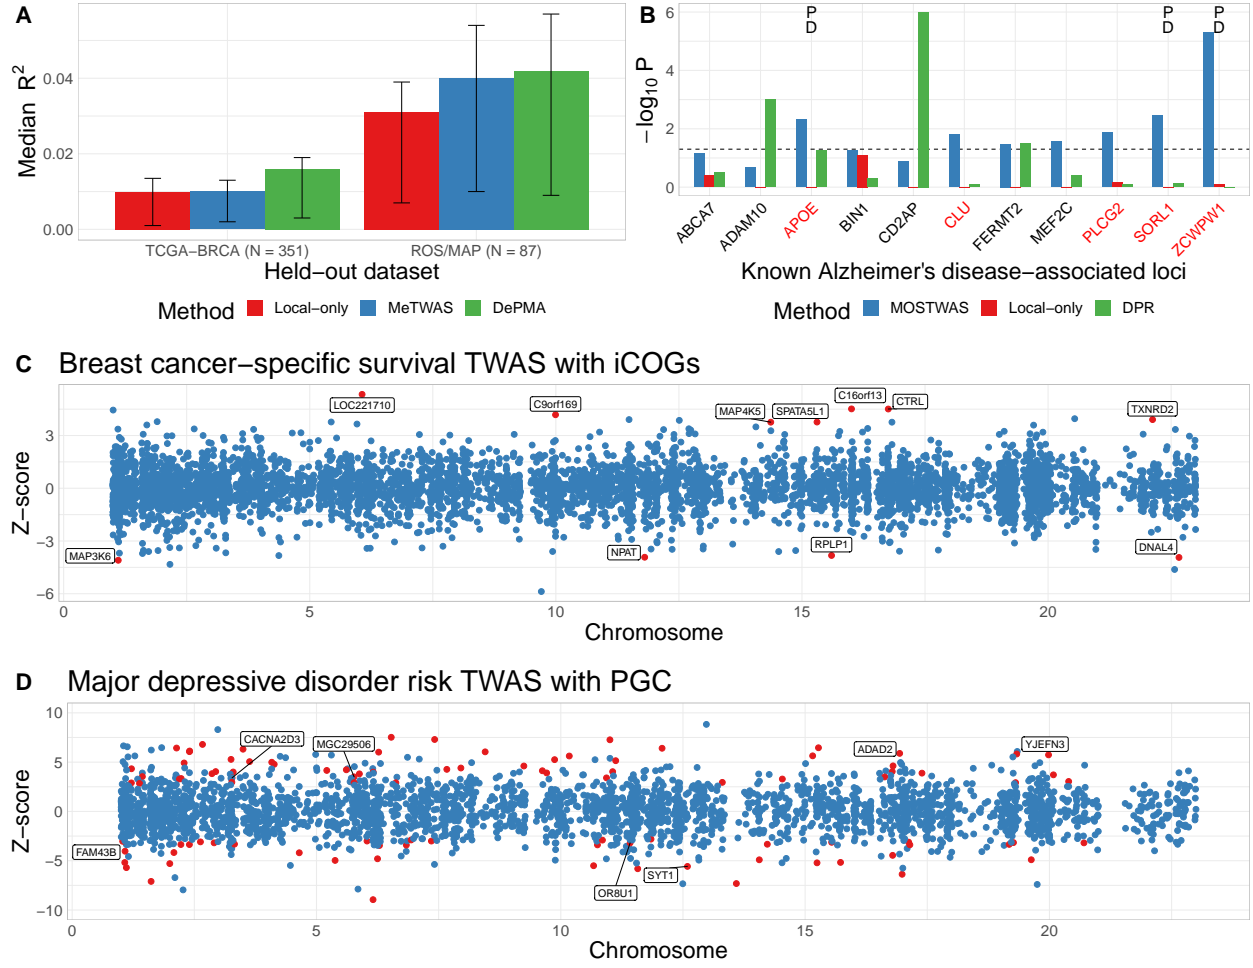 A
Median R2
0.04
0.02
0.00
TCGA−BRCA (N = 351)
ROS/MAP (N = 87)
Held−out dataset
Method Local−only MeTWAS DePMA
B
−log10 P
6
4
2
0
P
D
P
D
P
D
ABCA7
ADAM10
APOE
BIN1
CD2AP
CLU
FERMT2
MEF2C
PLCG2
SORL1
ZCWPW1
Known Alzheimer's disease−associated loci
Method MOSTWAS Local−only DPR
C Breast cancer−specific survival TWAS with iCOGs
Z−score
3
0
−3
−6
LOC221710
C9orf169
MAP4K5
SPATA5L1
C16orf13
CTRL
TXNRD2
MAP3K6
NPAT
RPLP1
DNAL4
0 5 10 15 20
Chromosome
D Major depressive disorder risk TWAS with PGC
Z−score
10
5
0
−5
−10
CACNA2D3
MGC29506
ADAD2
YJEFN3
FAM43B
OR8U1
SYT1
0 5 10 15 20
Chromosome